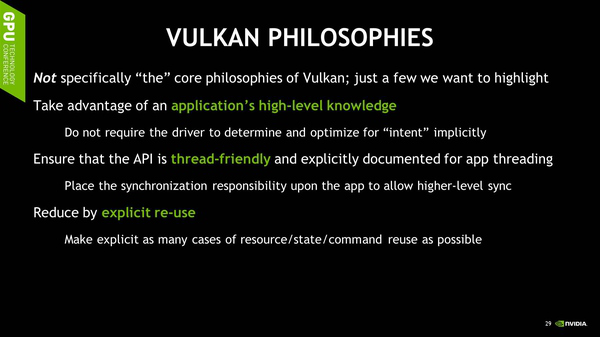 GPU TECHNOLOGY
CONFERENCE
VULKAN PHILOSOPHIES
Not specifically “the” core philosophies of Vulkan; just a few we want to highlight
Take advantage of an application’s high-level knowledge
Do not require the driver to determine and optimize for “intent” implicitly
Ensure that the API is thread-friendly and explicitly documented for app threading
Place the synchronization responsibility upon the app to allow higher-level sync
Reduce by explicit re-use
Make explicit as many cases of resource/state/command reuse as possible
29 NVIDIA